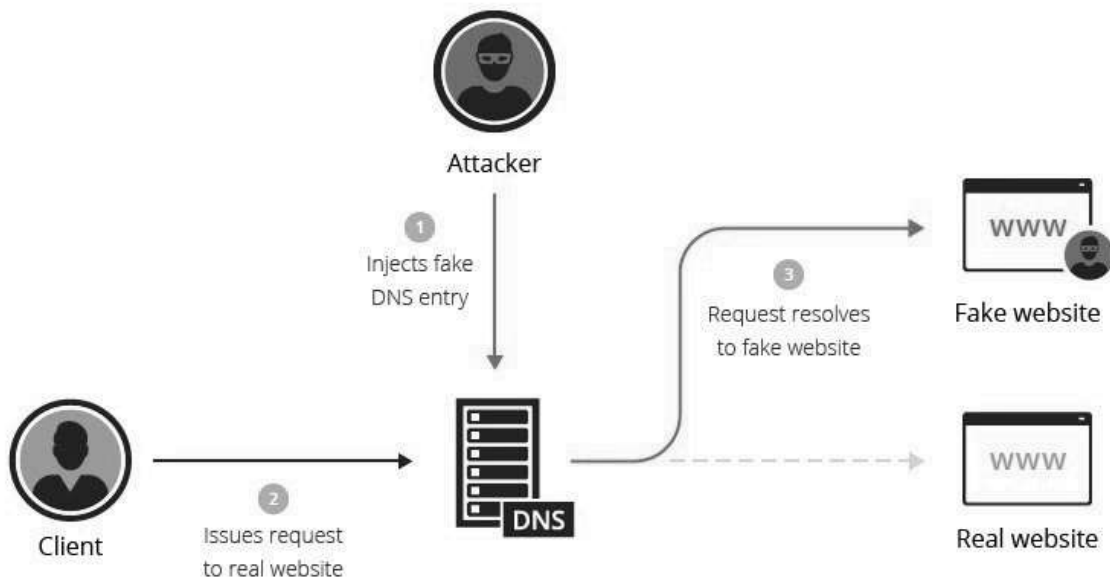 Attacker
1
Injects fake
DNS entry
www
3
Request resolves
to fake website
Fake website
DNS
www
Client
2
Issues request
to real website
Real website